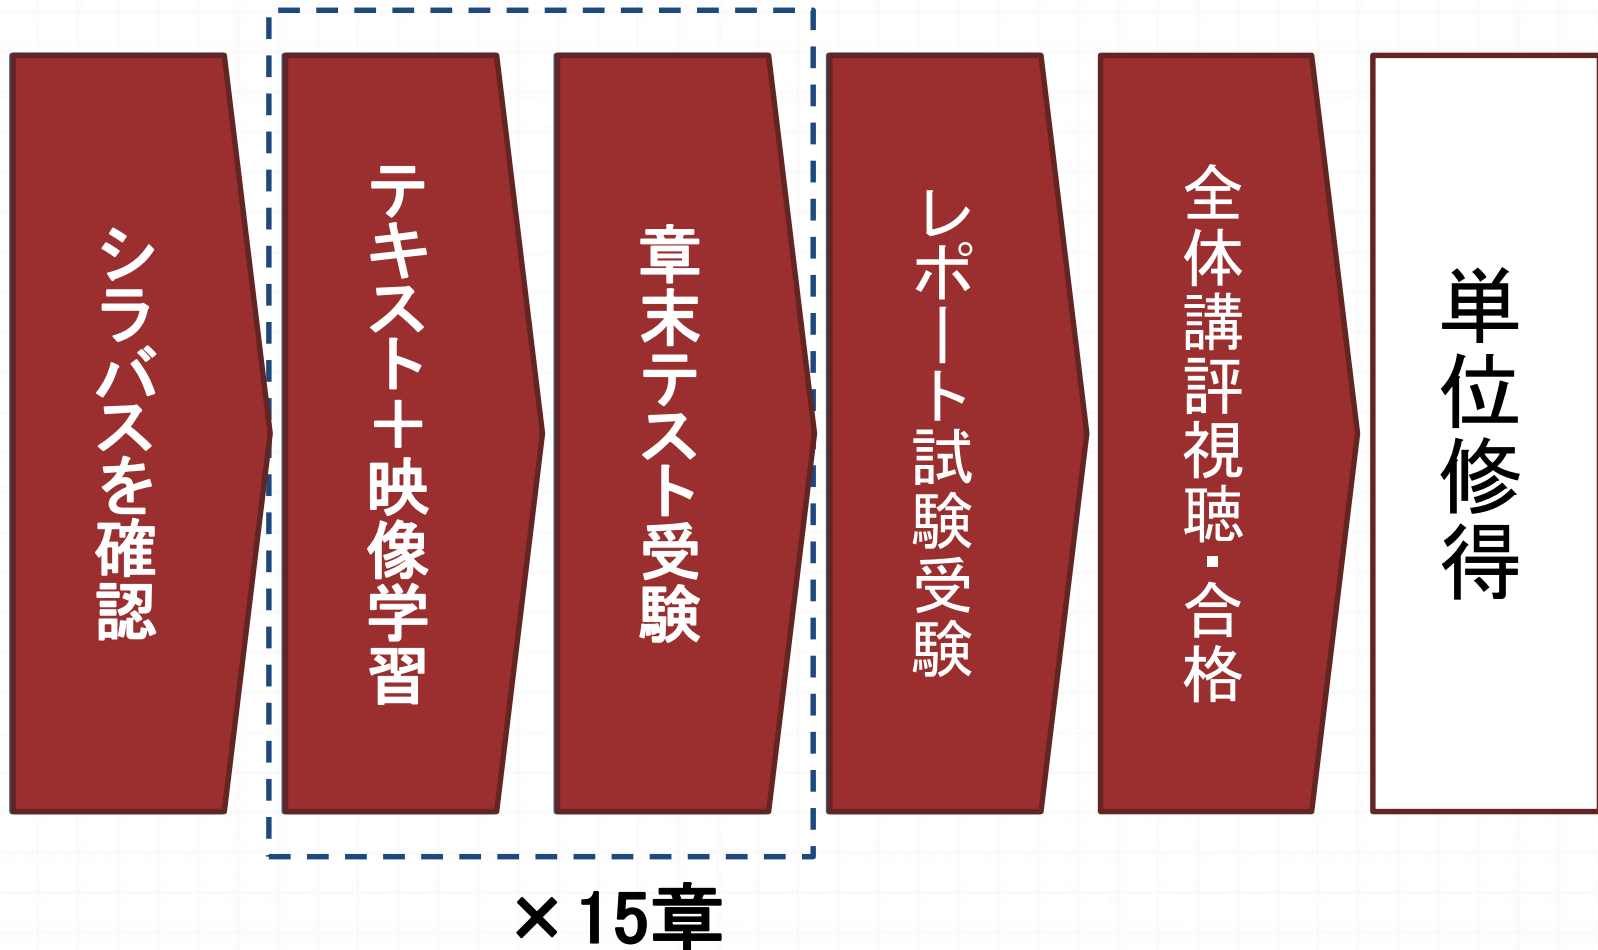 シラバスを確認
テキスト＋映像学習
章末テスト受験
レポート試験受験
全体講評視聴・合格
単位修得
×15章